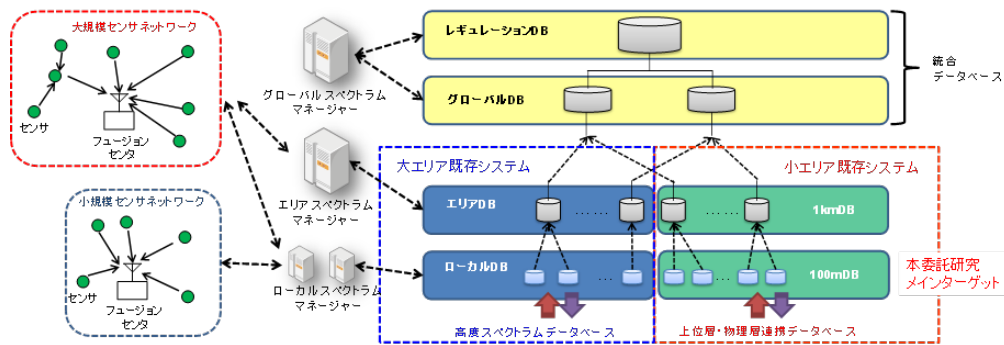 大規模センサネットワーク
センサ
フュージョン
センタ
小規模センサネットワーク
センサ
フュージョン
センタ
グローバルスペクトラム
マネージャー
エリアスペクトラム
マネージャー
ローカルスペクトラム
マネージャー
レギュレーションDB
グローバルDB
統合
データベース
大エリア既存システム
小エリア既存システム
エリアDB
......
......
1kmDB
ローカルDB
...
...
100mDB
本委託研究
メインターゲット
高度スペクトラムデータベース
上位層・物理層連携データベース